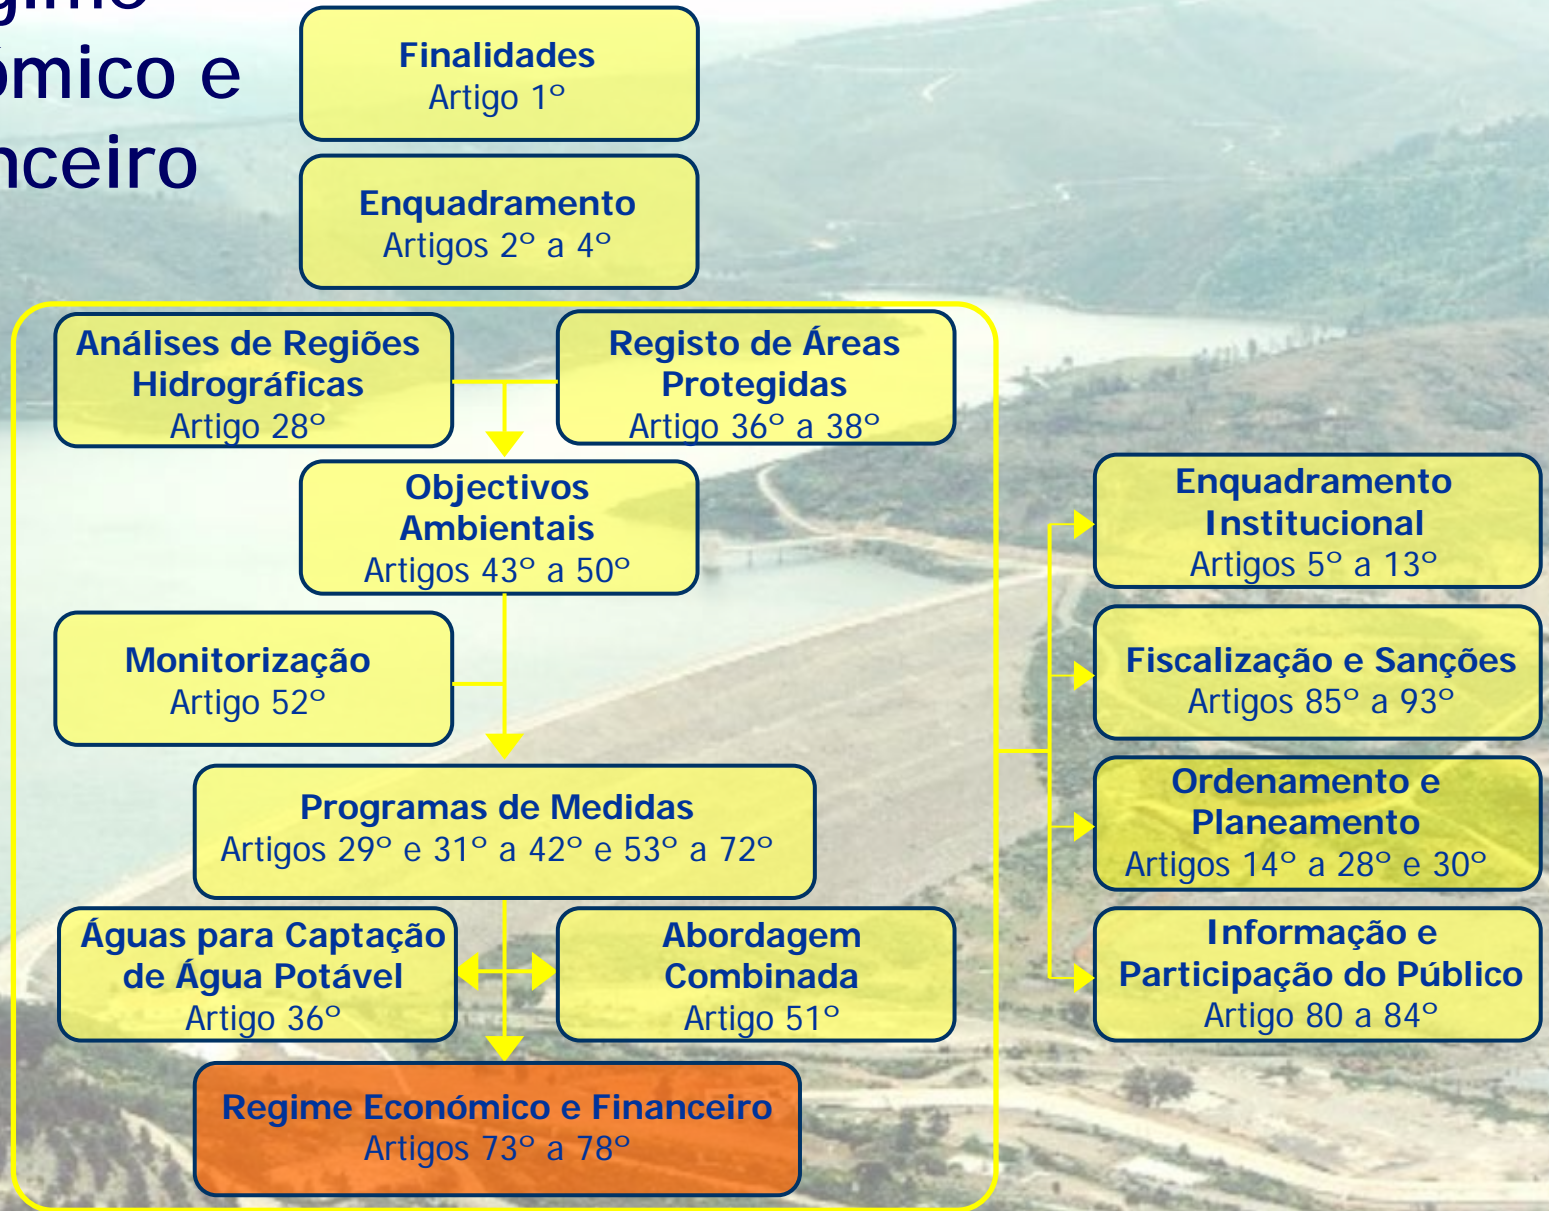 ómico e
nceiro
Finalidades
Artigo 1º
Enquadramento
Artigos 2º a 4º
Análises de Regiões
Hidrográficas
Artigo 28º
Registo de Áreas
Protegidas
Artigo 36º a 38º
Objectivos
Ambientais
Artigos 43º a 50º
Monitorização
Artigo 52º
Programas de Medidas
Artigos 29º e 31º a 42º e 53º a 72º
Águas para Captação
de Água Potável
Artigo 36º
Abordagem
Combinada
Artigo 51º
Regime Económico e Financeiro
Artigos 73º a 78º
Enquadramento
Institucional
Artigos 5º a 13º
Fiscalização e Sanções
Artigos 85º a 93º
Ordenamento e
Planeamento
Artigos 14º a 28º e 30º
Informação e
Participação do Público
Artigo 80 a 84º